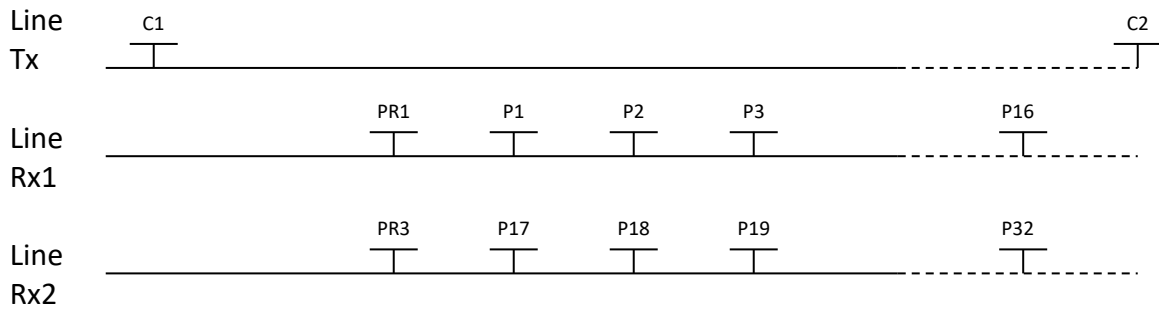 Line
Tx
C1
C2
Line
Rx1
PR1 P1 P2 P3 P16
Line
Rx2
PR3 P17 P18 P19 P32